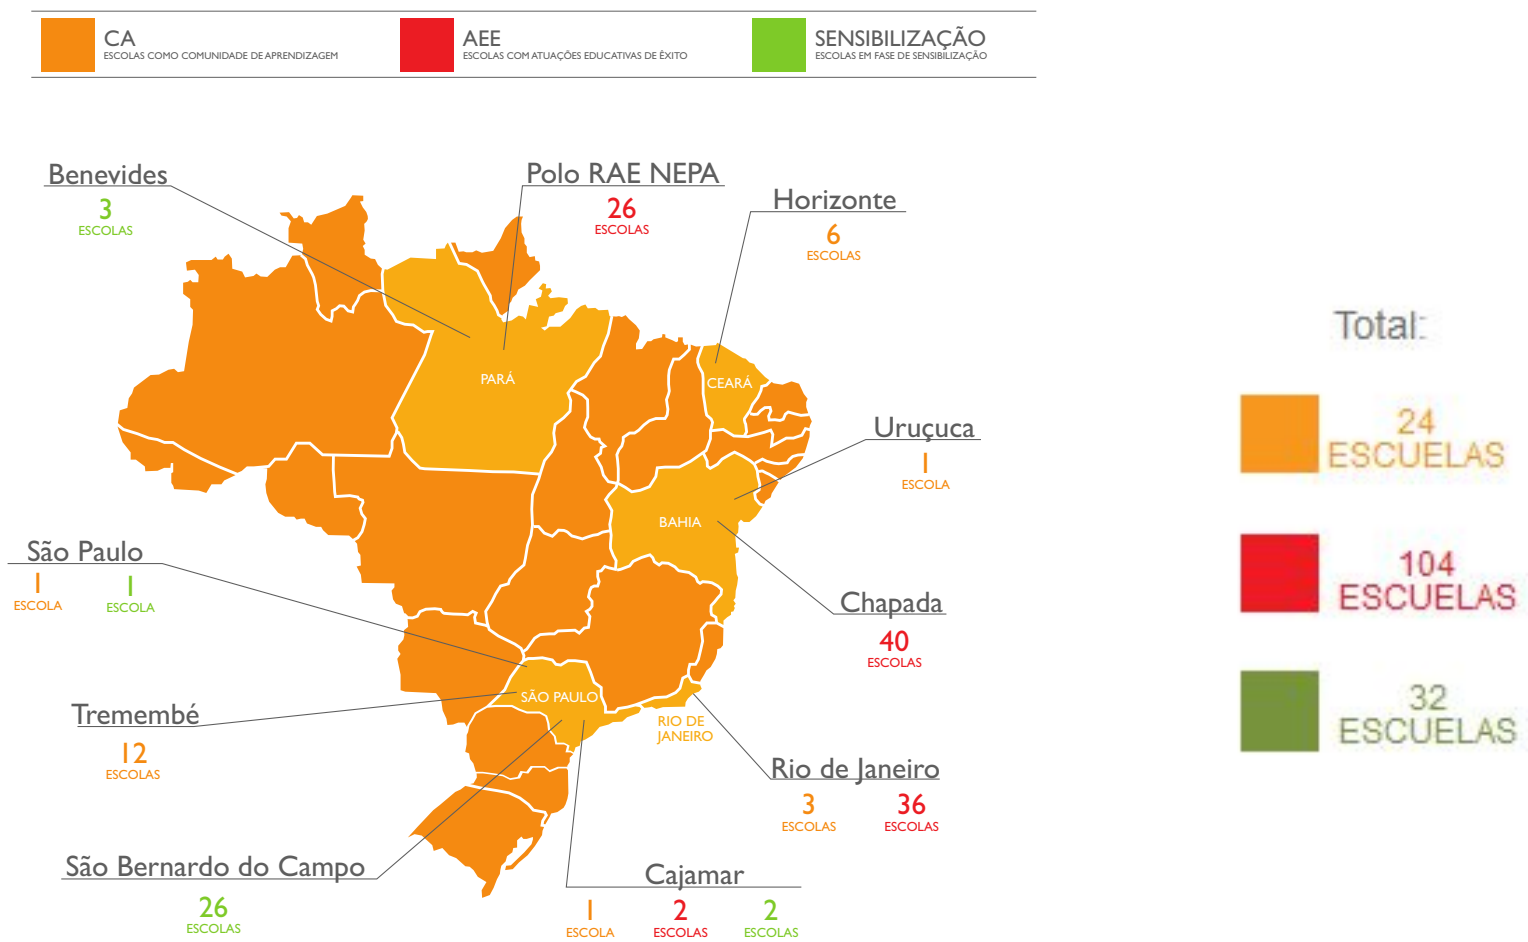 CA
ESCOLAS COMO COMUNIDADE DE APRENDIZAGEM
AEE
ESCOLAS COM ATUAÇÕES EDUCATIVAS DE ÊXITO
SENSIBILIZAÇÃO
ESCOLAS EM FASE DE SENSIBILIZAÇÃO
Benevides
3
ESCOLAS
Polo RAE NEPA
26
ESCOLAS
Horizonte
6
ESCOLAS
PARÁ
CEARÁ
Uruçuca
1
ESCOLA
BAHIA
São Paulo
1
ESCOLA
1
ESCOLA
Chapada
40
ESCOLAS
SÃO PAULO
RIO DE
JANEIRO
Tremembé
12
ESCOLAS
Rio de Janeiro
3
ESCOLAS
36
ESCOLAS
São Bernardo do Campo
26
ESCOLAS
Cajamar
1
ESCOLA
2
ESCOLAS
2
ESCOLAS
Total:
24
ESCUELAS
104
ESCUELAS
32
ESCUELAS